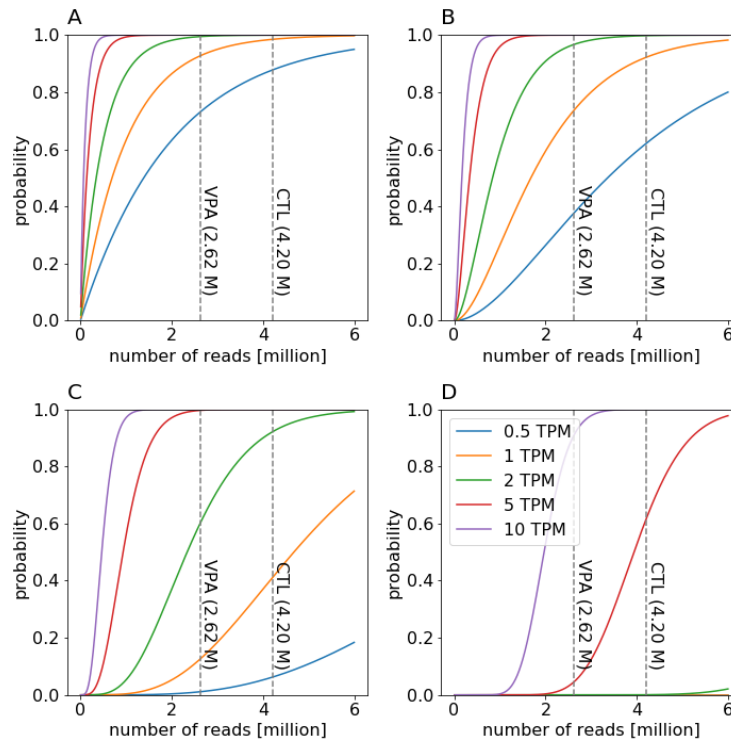 A
1.0
0.8
0.6
0.4
0.2
0.0
probability
VPA (2.62 M)
CTL (4.20 M)
0
2
4
6
number of reads [million]
B
1.0
0.8
0.6
0.4
0.2
0.0
probability
VPA (2.62 M)
CTL (4.20 M)
0
2
4
6
number of reads [million]
C
1.0
0.8
0.6
0.4
0.2
0.0
probability
VPA (2.62 M)
CTL (4.20 M)
0
2
4
6
number of reads [million]
D
1.0
0.8
0.6
0.4
0.2
0.0
probability
0.5 TPM
1 TPM
2 TPM
5 TPM
10 TPM
VPA (2.62 M)
CTL (4.20 M)
0
2
4
6
number of reads [million]